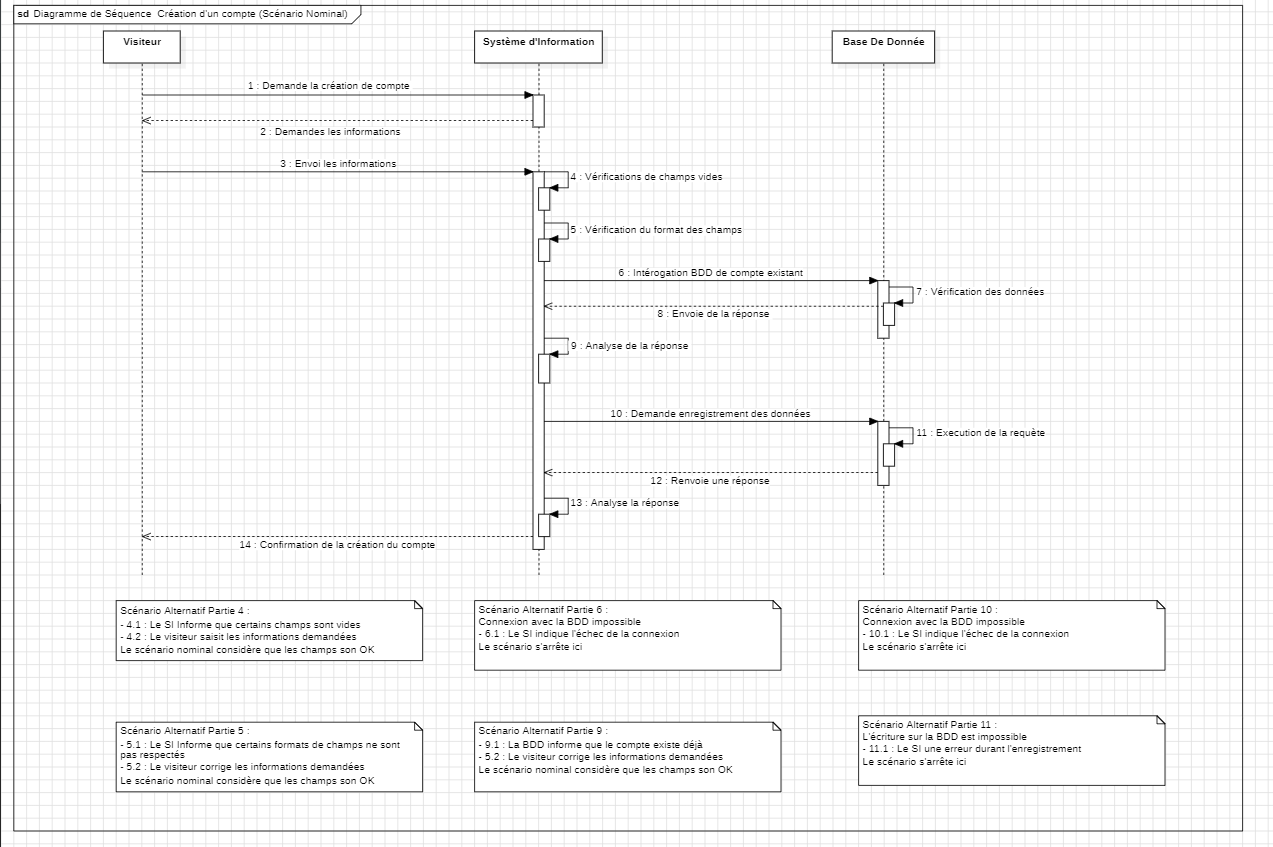 sd Diagramme de Séquence Création d'un compte (Scénario Nominal)
Visiteur
Système d'Information
Base De Donnée
1 : Demande la création de compte
2 : Demandes les informations
3 : Envoi les informations
4 : Vérifications de champs vides
5 : Vérification du format des champs
6 : Intérogation BDD de compte existant
7 : Vérification des données
8 : Envoie de la réponse
9 : Analyse de la réponse
10 : Demande enregistrement des données
11 : Execution de la requète
12 : Renvoie une réponse
13 : Analyse la réponse
14 : Confirmation de la création du compte
Scénario Alternatif Partie 4 :
- 4.1 : Le SI Informe que certains champs sont vides
- 4.2 : Le visiteur saisit les informations demandées
Le scénario nominal considère que les champs son OK
Scénario Alternatif Partie 6 :
Connexion avec la BDD impossible
- 6.1 : Le SI indique l'échec de la connexion
Le scénario s'arrête ici
Scénario Alternatif Partie 10 :
Connexion avec la BDD impossible
- 10.1 : Le SI indique l'échec de la connexion
Le scénario s'arrête ici
Scénario Alternatif Partie 5 :
- 5.1 : Le SI Informe que certains formats de champs ne sont
pas respectés
- 5.2 : Le visiteur corrige les informations demandées
Le scénario nominal considère que les champs son OK
Scénario Alternatif Partie 9 :
- 9.1 : La BDD informe que le compte existe déjà
- 5.2 : Le visiteur corrige les informations demandées
Le scénario nominal considère que les champs son OK
Scénario Alternatif Partie 11 :
L'écriture sur la BDD est impossible
- 11.1 : Le SI une erreur durant l'enregistrement
Le scénario s'arrête ici